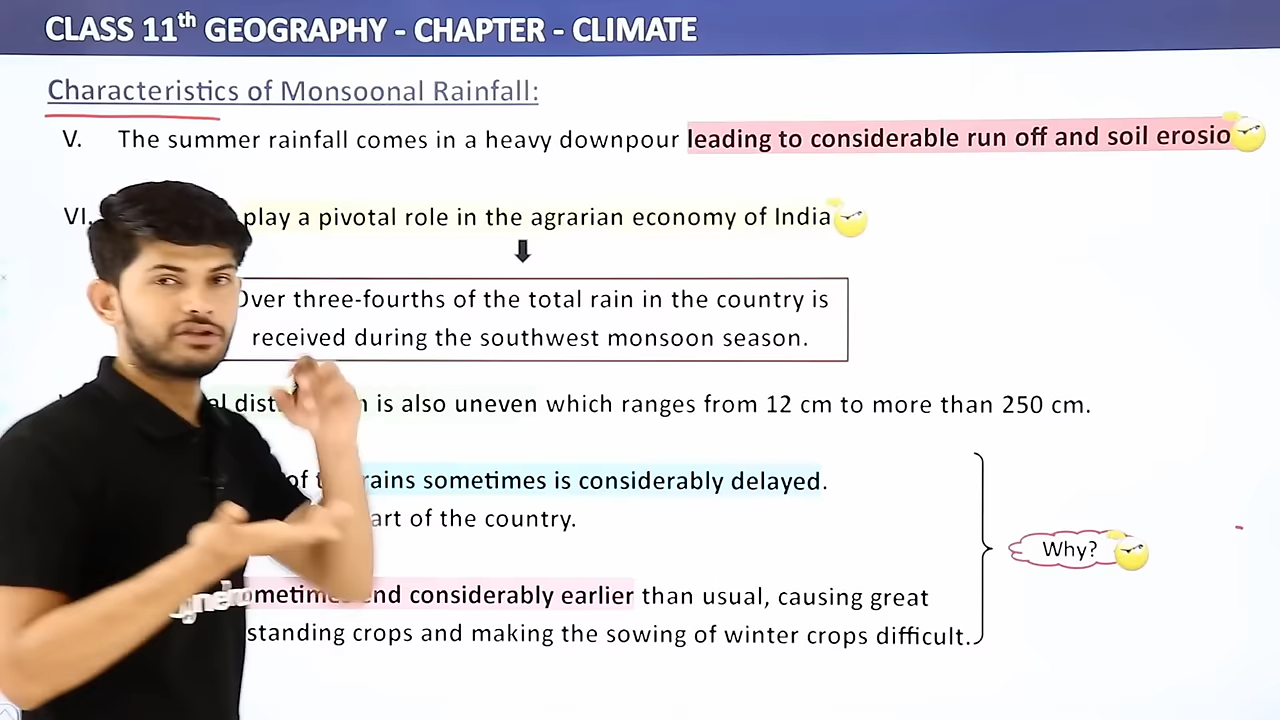 CLASS 11th GEOGRAPHY - CHAPTER - CLIMATE
Characteristics of Monsoonal Rainfall:
V. The summer rainfall comes in a heavy downpour leading to considerable run off and soil erosio
VI. play a pivotal role in the agrarian economy of India
Over three-fourths of the total rain in the country is
received during the southwest monsoon season.
is also uneven which ranges from 12 cm to more than 250 cm.
of rains sometimes is considerably delayed.
of the country.
Why?
end considerably earlier than usual, causing great
standing crops and making the sowing of winter crops difficult.